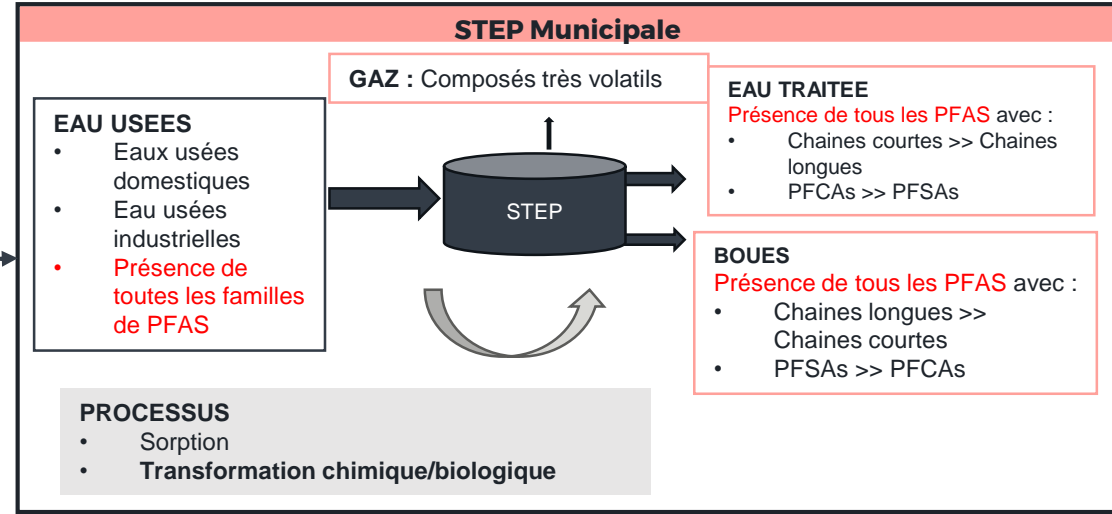 STEP Municipale
GAZ : Composés très volatils
EAU USEES
• Eaux usées
domestiques
• Eau usées
industrielles
• Présence de
toutes les familles
de PFAS
STEP
EAU TRAITEE
Présence de tous les PFAS avec :
• Chaines courtes >> Chaines
longues
• PFCAs >> PFSAs
BOUES
Présence de tous les PFAS avec :
• Chaines longues >>
Chaines courtes
• PFSAs >> PFCAs
PROCESSUS
• Sorption
• Transformation chimique/biologique